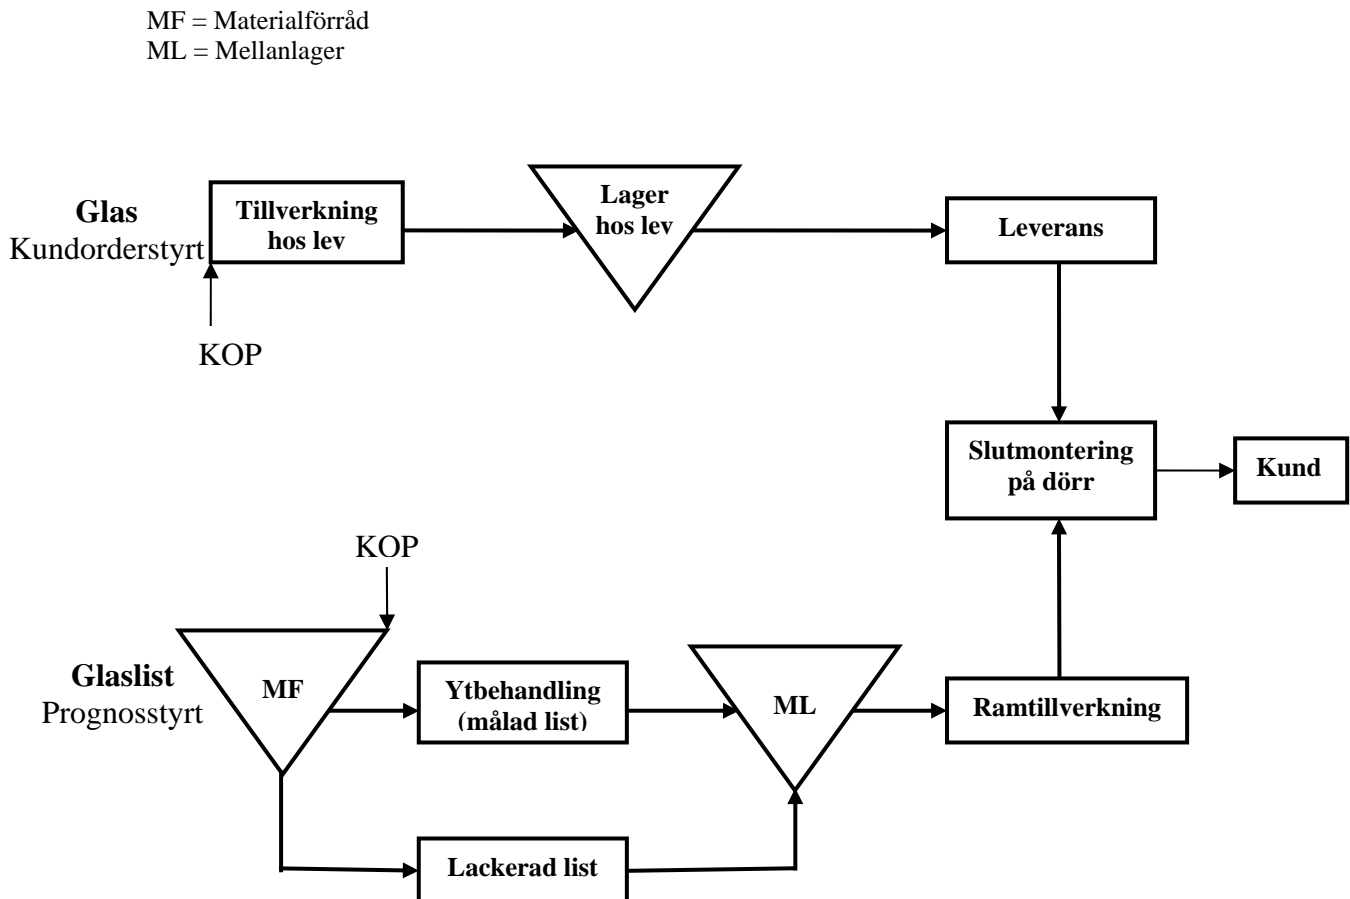 MF = Materialförråd
ML = Mellanlager
Glas
Kundorderstyrt
Tillverkning
hos lev
Lager
hos lev
Leverans
KOP
Slutmontering
på dörr
Kund
KOP
Glaslist
Prognosstyrt
MF
Ytbehandling
(målad list)
ML
Ramtillverkning
Lackerad list